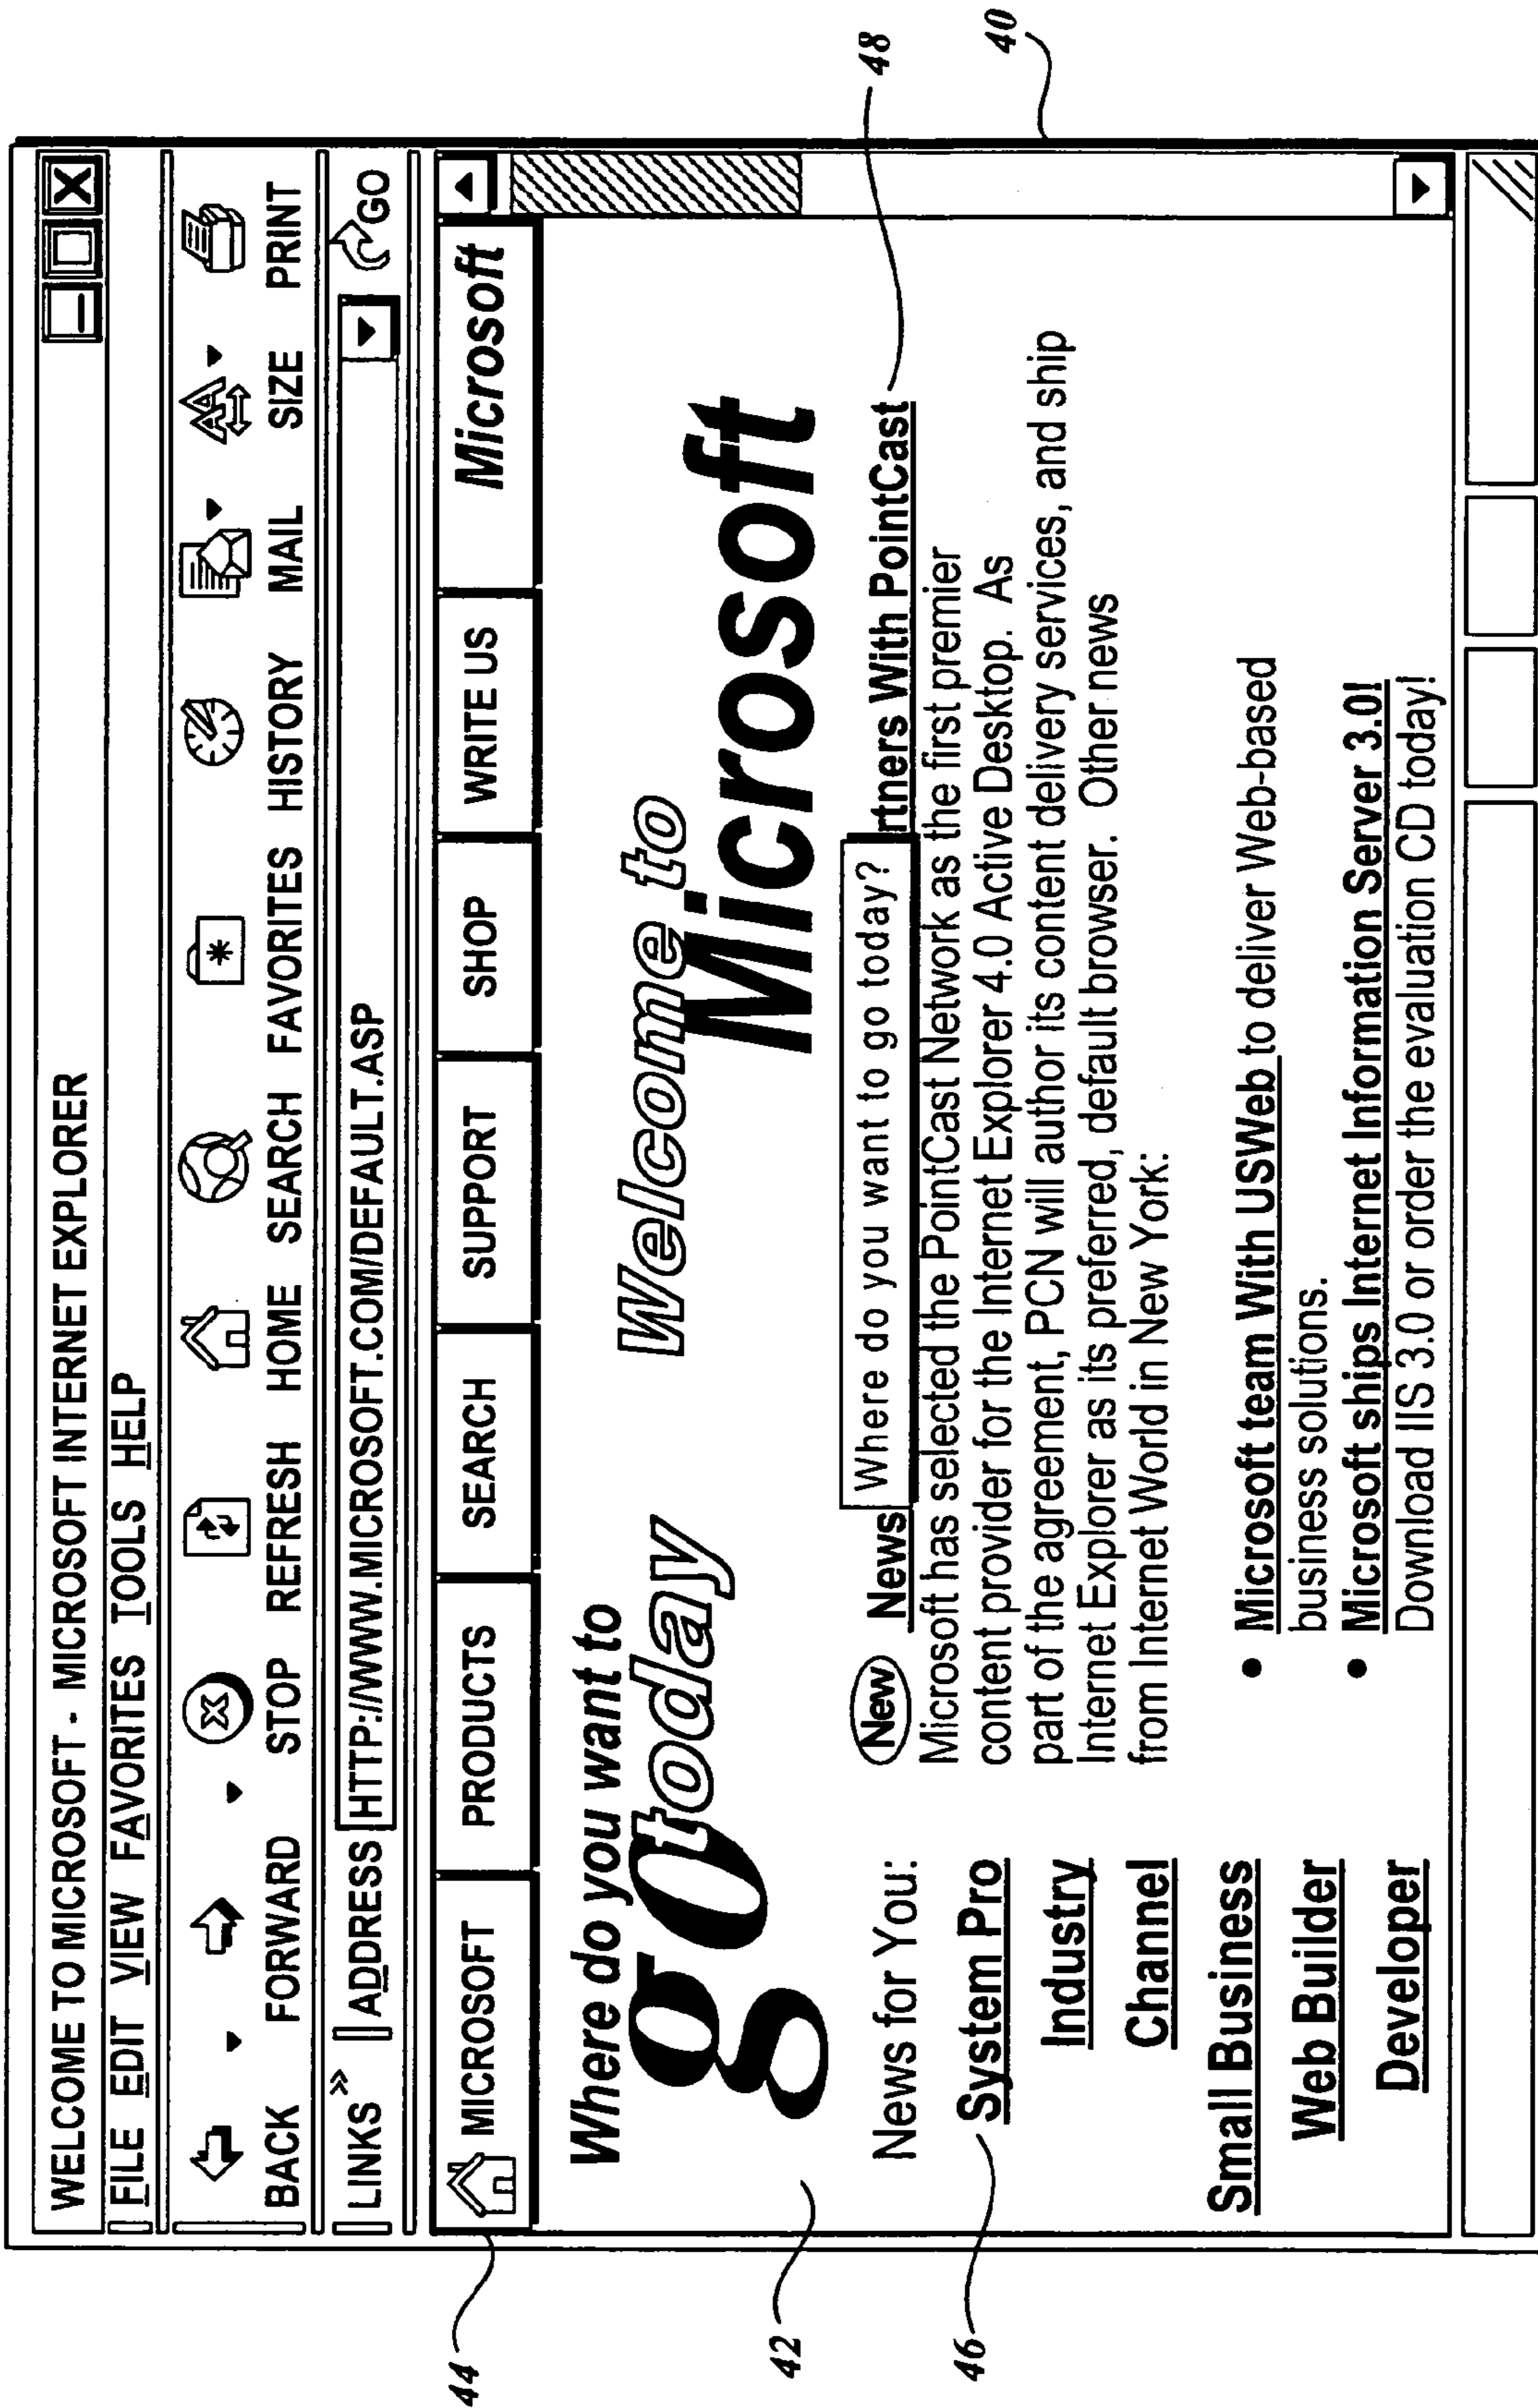 WELCOME TO MICROSOFT - MICROSOFT INTERNET EXPLORER
FILE EDIT VIEW FAVORITES TOOLS HELP
BACK FORWARD STOP REFRESH HOME SEARCH FAVORITES HISTORY MAIL SIZE PRINT
LINKS » ADDRESS HTTP://WWW.MICROSOFT.COM/DEFAULT.ASP GO
MICROSOFT PRODUCTS SEARCH SUPPORT SHOP WRITE US Microsoft
44
Where do you want to
go today
Welcome to
Microsoft
42
News for You:
System Pro
Industry
Channel
Small Business
Web Builder
Developer
46
New News Where do you want to go today? rtners With PointCast
48
Microsoft has selected the PointCast Network as the first premier
content provider for the Internet Explorer 4.0 Active Desktop. As
part of the agreement, PCN will author its content delivery services, and ship
Internet Explorer as its preferred, default browser. Other news
from Internet World in New York:
• Microsoft team With USWeb to deliver Web-based
business solutions.
• Microsoft ships Internet Information Server 3.0!
Download IIS 3.0 or order the evaluation CD today!
40